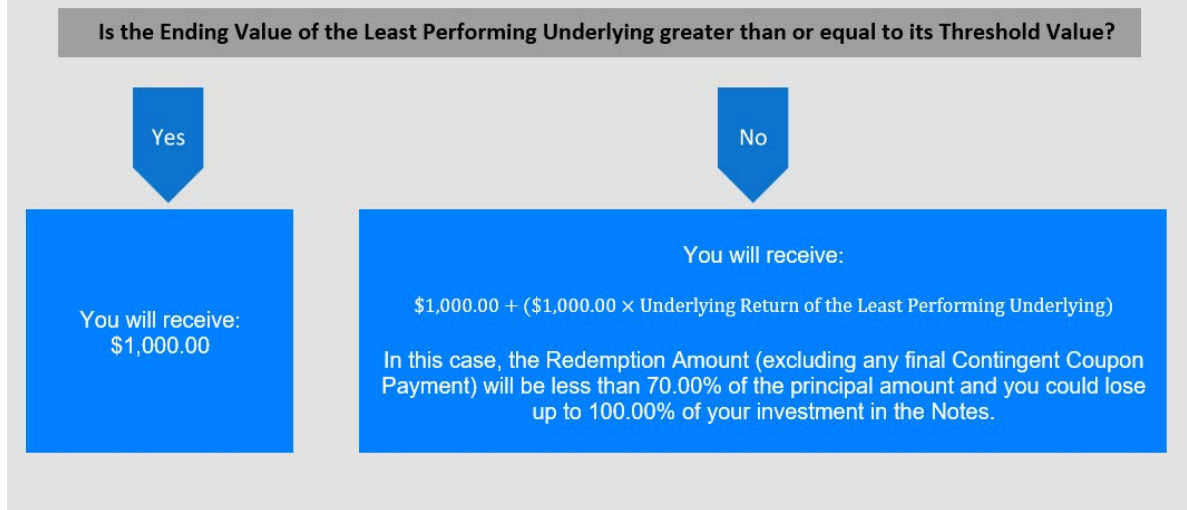 Is the Ending Value of the Least Performing Underlying greater than or equal to its Threshold Value?
Yes
No
You will receive:
$1,000.00
You will receive:
$1,000.00 + ($1,000.00 × Underlying Return of the Least Performing Underlying)
In this case, the Redemption Amount (excluding any final Contingent Coupon
Payment) will be less than 70.00% of the principal amount and you could lose
up to 100.00% of your investment in the Notes.